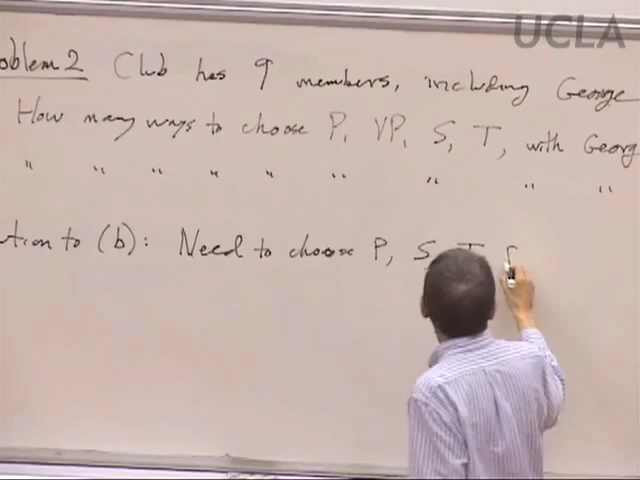 UCLA
oblem 2 Club has 9 members, including George
How many ways to choose P, VP, S, T, with Georg
" " " " " " " " "
tion to (b): Need to choose P, S, T